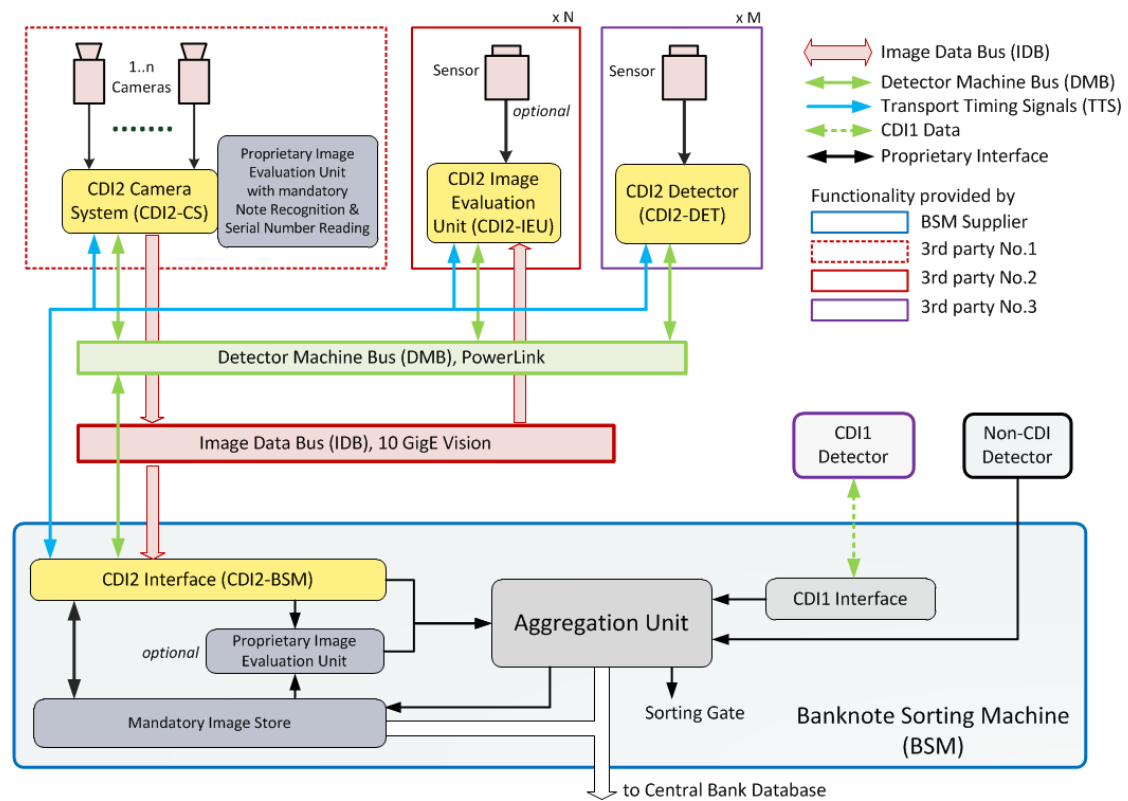 x N
x M
1..n
Cameras
Sensor
optional
Sensor
Proprietary Image
Evaluation Unit
with mandatory
Note Recognition &
Serial Number Reading
CDI2 Camera
System (CDI2-CS)
CDI2 Image
Evaluation
Unit (CDI2-IEU)
CDI2 Detector
(CDI2-DET)
Image Data Bus (IDB)
Detector Machine Bus (DMB)
Transport Timing Signals (TTS)
CDI1 Data
Proprietary Interface
Functionality provided by
BSM Supplier
3rd party No.1
3rd party No.2
3rd party No.3
Detector Machine Bus (DMB), PowerLink
Image Data Bus (IDB), 10 GigE Vision
CDI1
Detector
Non-CDI
Detector
CDI2 Interface (CDI2-BSM)
optional
Proprietary Image
Evaluation Unit
Mandatory Image Store
Aggregation Unit
CDI1 Interface
Sorting Gate
Banknote Sorting Machine
(BSM)
to Central Bank Database